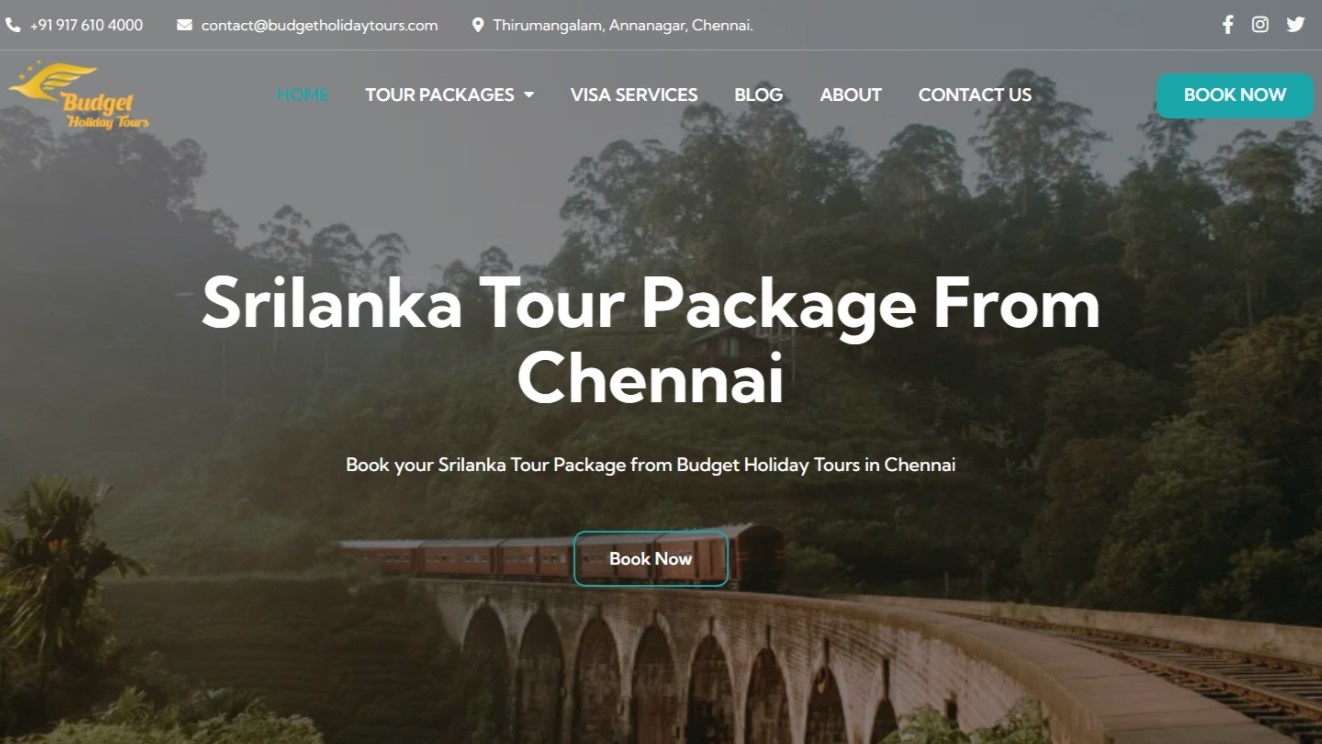 +91 917 610 4000 contact@budgetholidaytours.com Thirumangalam, Annanagar, Chennai.
Budget
Holiday Tours
HOME TOUR PACKAGES VISA SERVICES BLOG ABOUT CONTACT US BOOK NOW
Srilanka Tour Package From
Chennai
Book your Srilanka Tour Package from Budget Holiday Tours in Chennai
Book Now